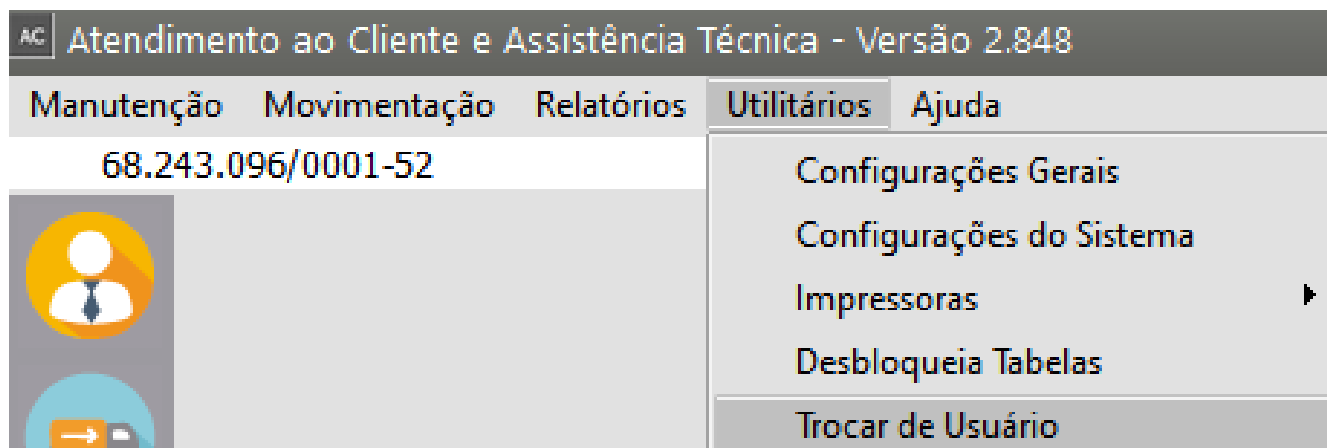 AC Atendimento ao Cliente e Assistência Técnica - Versão 2.848
Manutenção Movimentação Relatórios Utilitários Ajuda
68.243.096/0001-52
Configurações Gerais
Configurações do Sistema
Impressoras
Desbloqueia Tabelas
Trocar de Usuário